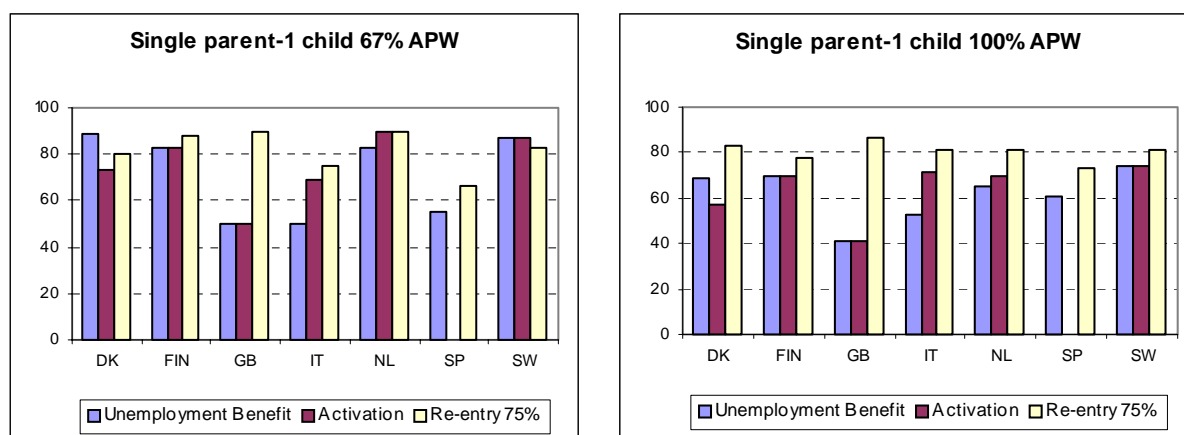 Single parent-1 child 67% APW
100
80
60
40
20
0
DK FIN GB IT NL SP SW
Unemployment Benefit Activation Re-entry 75%
Single parent-1 child 100% APW
100
80
60
40
20
0
DK FIN GB IT NL SP SW
Unemployment Benefit Activation Re-entry 75%